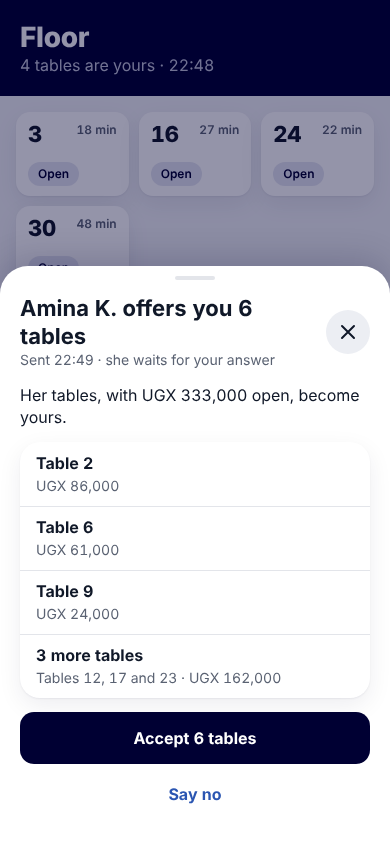 Floor
4 tables are yours · 22:48
3
18 min
Open
16
27 min
Open
24
22 min
Open
30
48 min
Open
Amina K. offers you 6
tables
Sent 22:49 · she waits for your answer
Her tables, with UGX 333,000 open, become
yours.
Table 2
UGX 86,000
Table 6
UGX 61,000
Table 9
UGX 24,000
3 more tables
Tables 12, 17 and 23 · UGX 162,000
Accept 6 tables
Say no